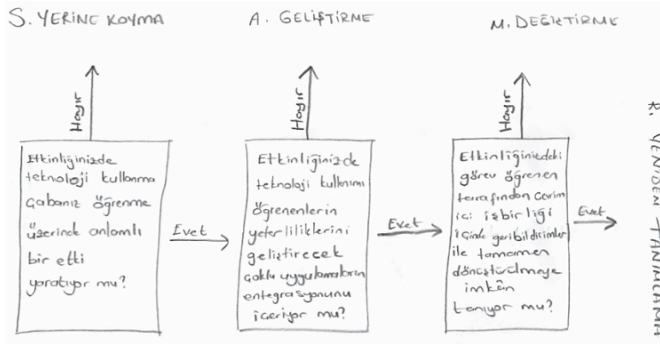 S. YERİNE KOYMA
A. GELİŞTİRME
M. DEĞİŞTİRME
Hayır
Hayır
Hayır
Etkinliğinizde
teknoloji kullanma
çabanız öğrenme
üzerinde anlamlı
bir etki
yaratıyor mu?
Evet
Etkinliğinizde
teknoloji kullanımı
öğrenenlerin
yeterliliklerini
geliştirecek
çoklu uygulamaların
entegrasyonunu
içeriyor mu?
Evet
Etkinliğinizdeki
görev öğrenen
tarafından çevrim
içi işbirliği
içinde geribildirimler
ile tamamen
dönüştürülmeye
imkân
tanıyor mu?
Evet
R. YENİDEN TANIMLAMA